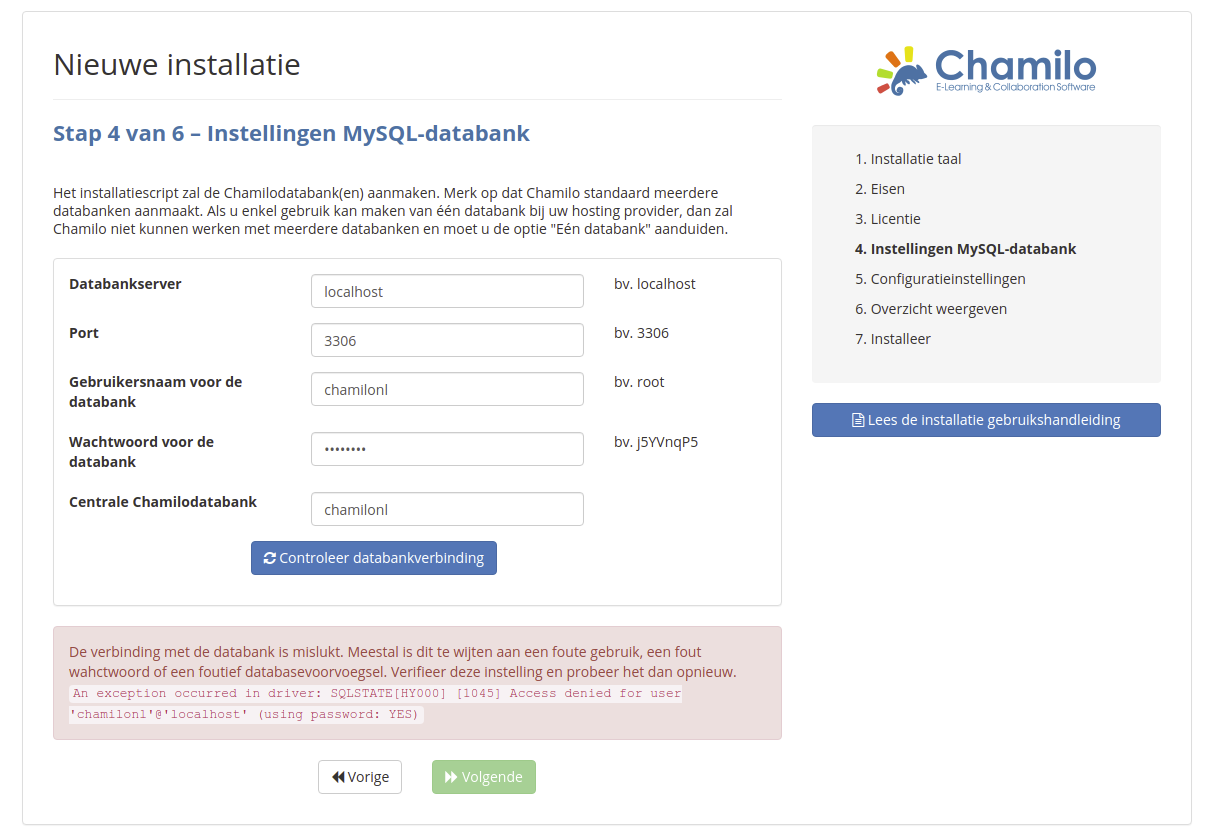 Nieuwe installatie
Chamilo
E-Learning & Collaboration Software
Stap 4 van 6 – Instellingen MySQL-databank
Het installatiescript zal de Chamilodatabank(en) aanmaken. Merk op dat Chamilo standaard meerdere
databanken aanmaakt. Als u enkel gebruik kan maken van één databank bij uw hosting provider, dan zal
Chamilo niet kunnen werken met meerdere databanken en moet u de optie "Eén databank" aanduiden.
Databankserver
localhost
bv. localhost
Port
3306
bv. 3306
Gebruikersnaam voor de
databank
chamilonl
bv. root
Wachtwoord voor de
databank
••••••••
bv. j5YVnqP5
Centrale Chamilodatabank
chamilonl
Controleer databankverbinding
De verbinding met de databank is mislukt. Meestal is dit te wijten aan een foute gebruik, een fout
wahctwoord of een foutief databasevoorvoegsel. Verifieer deze instelling en probeer het dan opnieuw.
An exception occurred in driver: SQLSTATE[HY000] [1045] Access denied for user
'chamilonl'@'localhost' (using password: YES)
Vorige
Volgende
1. Installatie taal
2. Eisen
3. Licentie
4. Instellingen MySQL-databank
5. Configuratieinstellingen
6. Overzicht weergeven
7. Installeer
Lees de installatie gebruikshandleiding